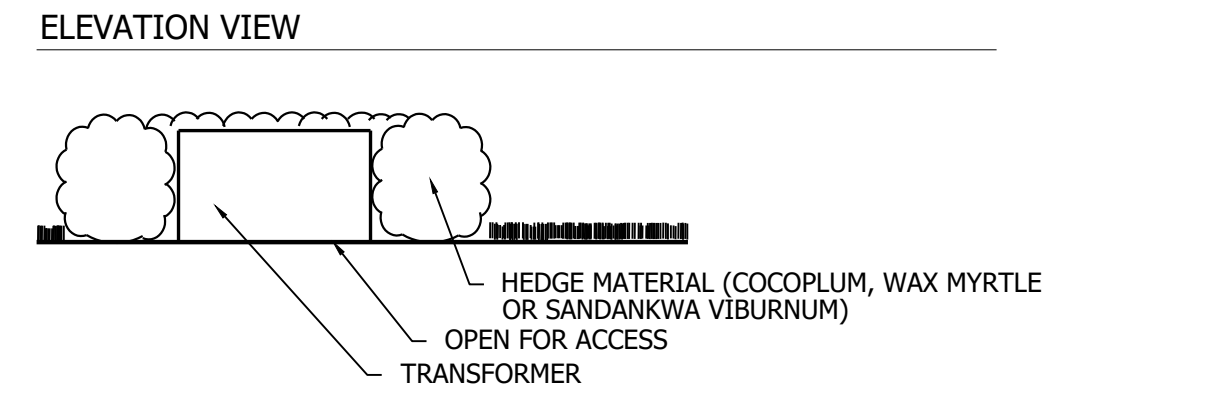 ELEVATION VIEW
HEDGE MATERIAL (COCOPLUM, WAX MYRTLE
OR SANDANKWA VIBURNUM)
OPEN FOR ACCESS
TRANSFORMER